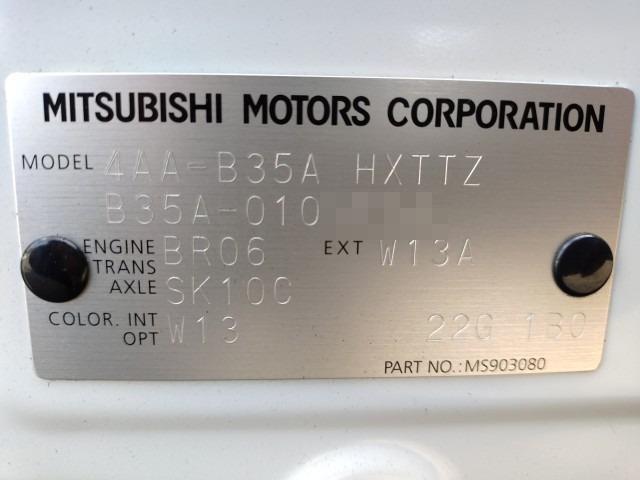 MITSUBISHI MOTORS CORPORATION
MODEL 4AA-B35A HXTTZ
B35A-010
ENGINE BR06 EXT W13A
TRANS
AXLE SK10C
COLOR. INT W13 22G 1B0
OPT
PART NO.: MS903080